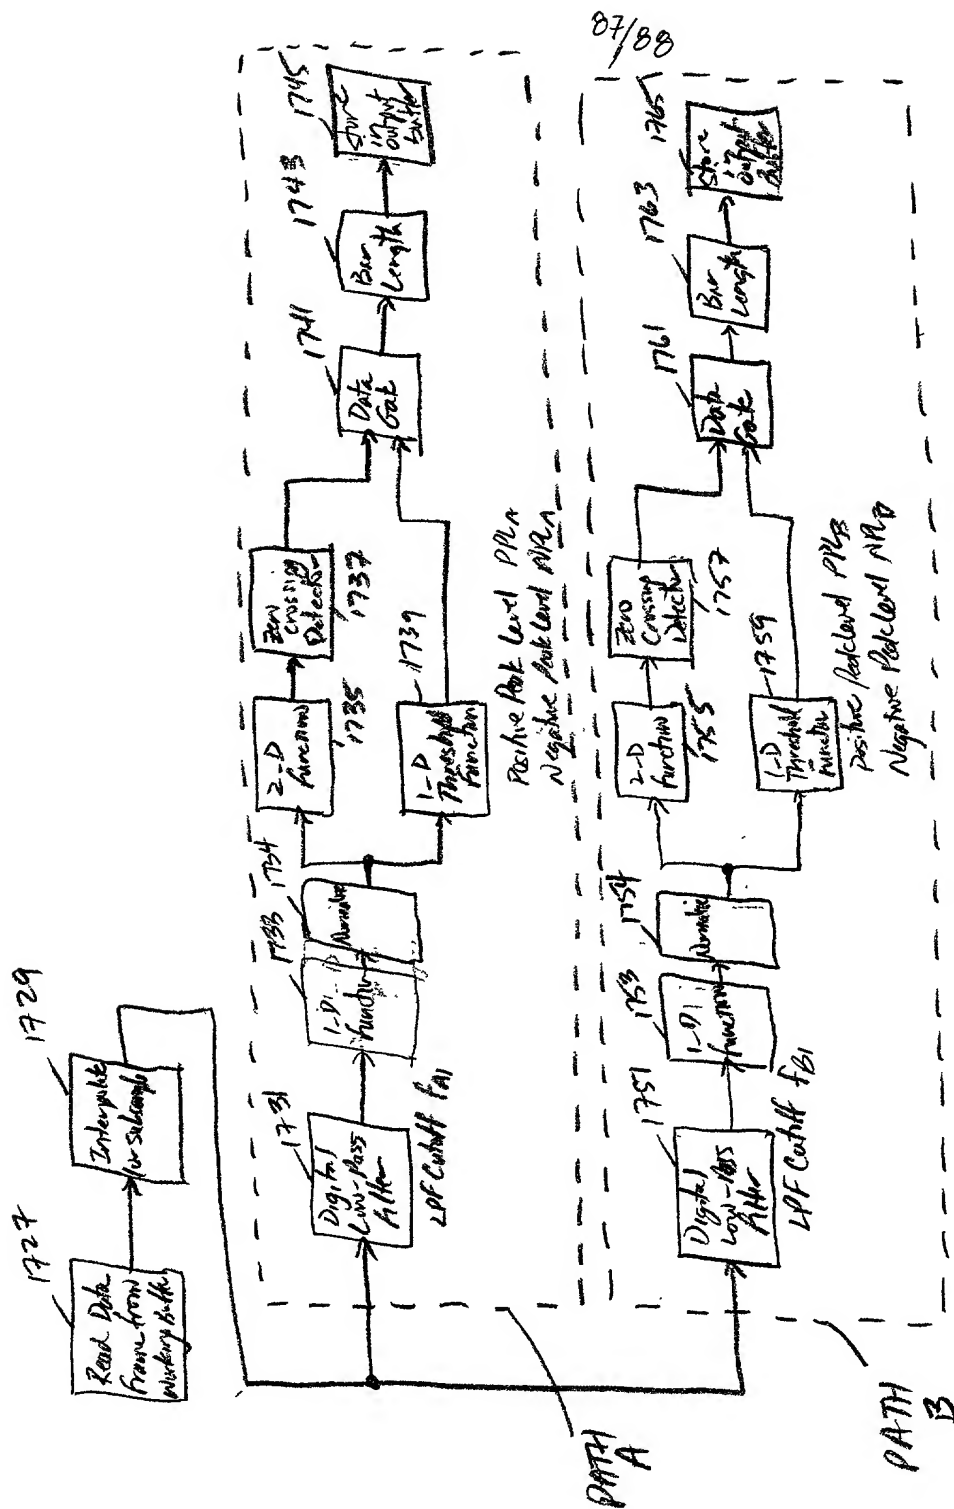 87/88
1727
Read Data
Frame from
Working Buffer
1729
Interpolate
or subsample
PATH
A
1731
Digital
Low-Pass
Filter
LPF Cutoff fA1
1733
1-D1
Function
1734
Normalize
2-D
Function
1735
Zero
Crossing
Detector
1737
1-D
Threshold
Function
1739
Positive Peak Level PPLA
Negative Peak Level NPLA
1741
Data
Gate
1743
Bar
Length
1745
Store
in
output
buffer
PATH
B
1751
Digital
Low-Pass
Filter
LPF Cutoff fB1
1753
1-D1
Function
1754
Normalize
2-D
function
1755
Zero
Crossing
Detector
1757
1-D
Threshold
Function
1759
Positive Peak Level PPLB
Negative Peak Level NPLB
1761
Data
Gate
1763
Bar
Length
1765
Store
in
output
Buffer